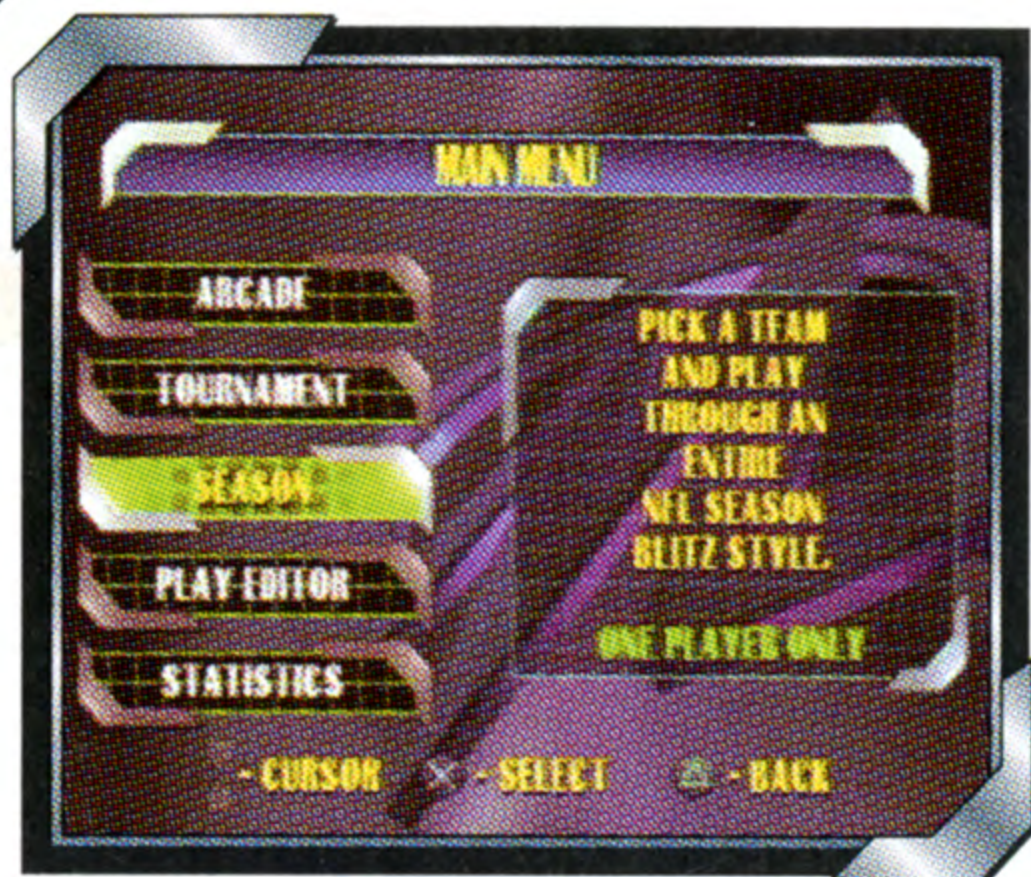 MAIN MENU
ARCADE
TOURNAMENT
SEASON
PLAY EDITOR
STATISTICS
PICK A TEAM
AND PLAY
THROUGH AN
ENTIRE
NFL SEASON
BLITZ STYLE.
ONE PLAYER ONLY
- CURSOR X - SELECT △ - BACK